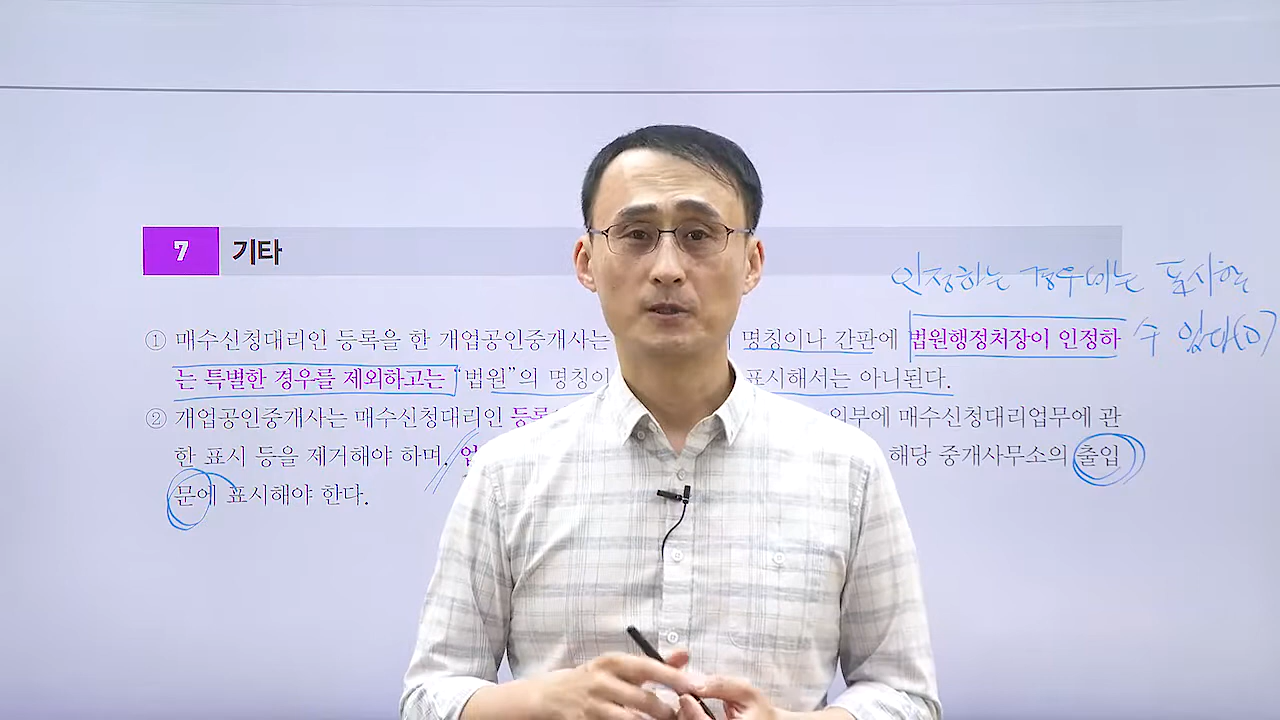 7 기타
인정하는 경우에는 표시할
수 있다(O)
① 매수신청대리인 등록을 한 개업공인중개사는 명칭이나 간판에 법원행정처장이 인정하
는 특별한 경우를 제외하고는 “법원”의 명칭이 표시해서는 아니된다.
② 개업공인중개사는 매수신청대리인 등록 외부에 매수신청대리업무에 관
한 표시 등을 제거해야 하며, 업 해당 중개사무소의 출입
문에 표시해야 한다.